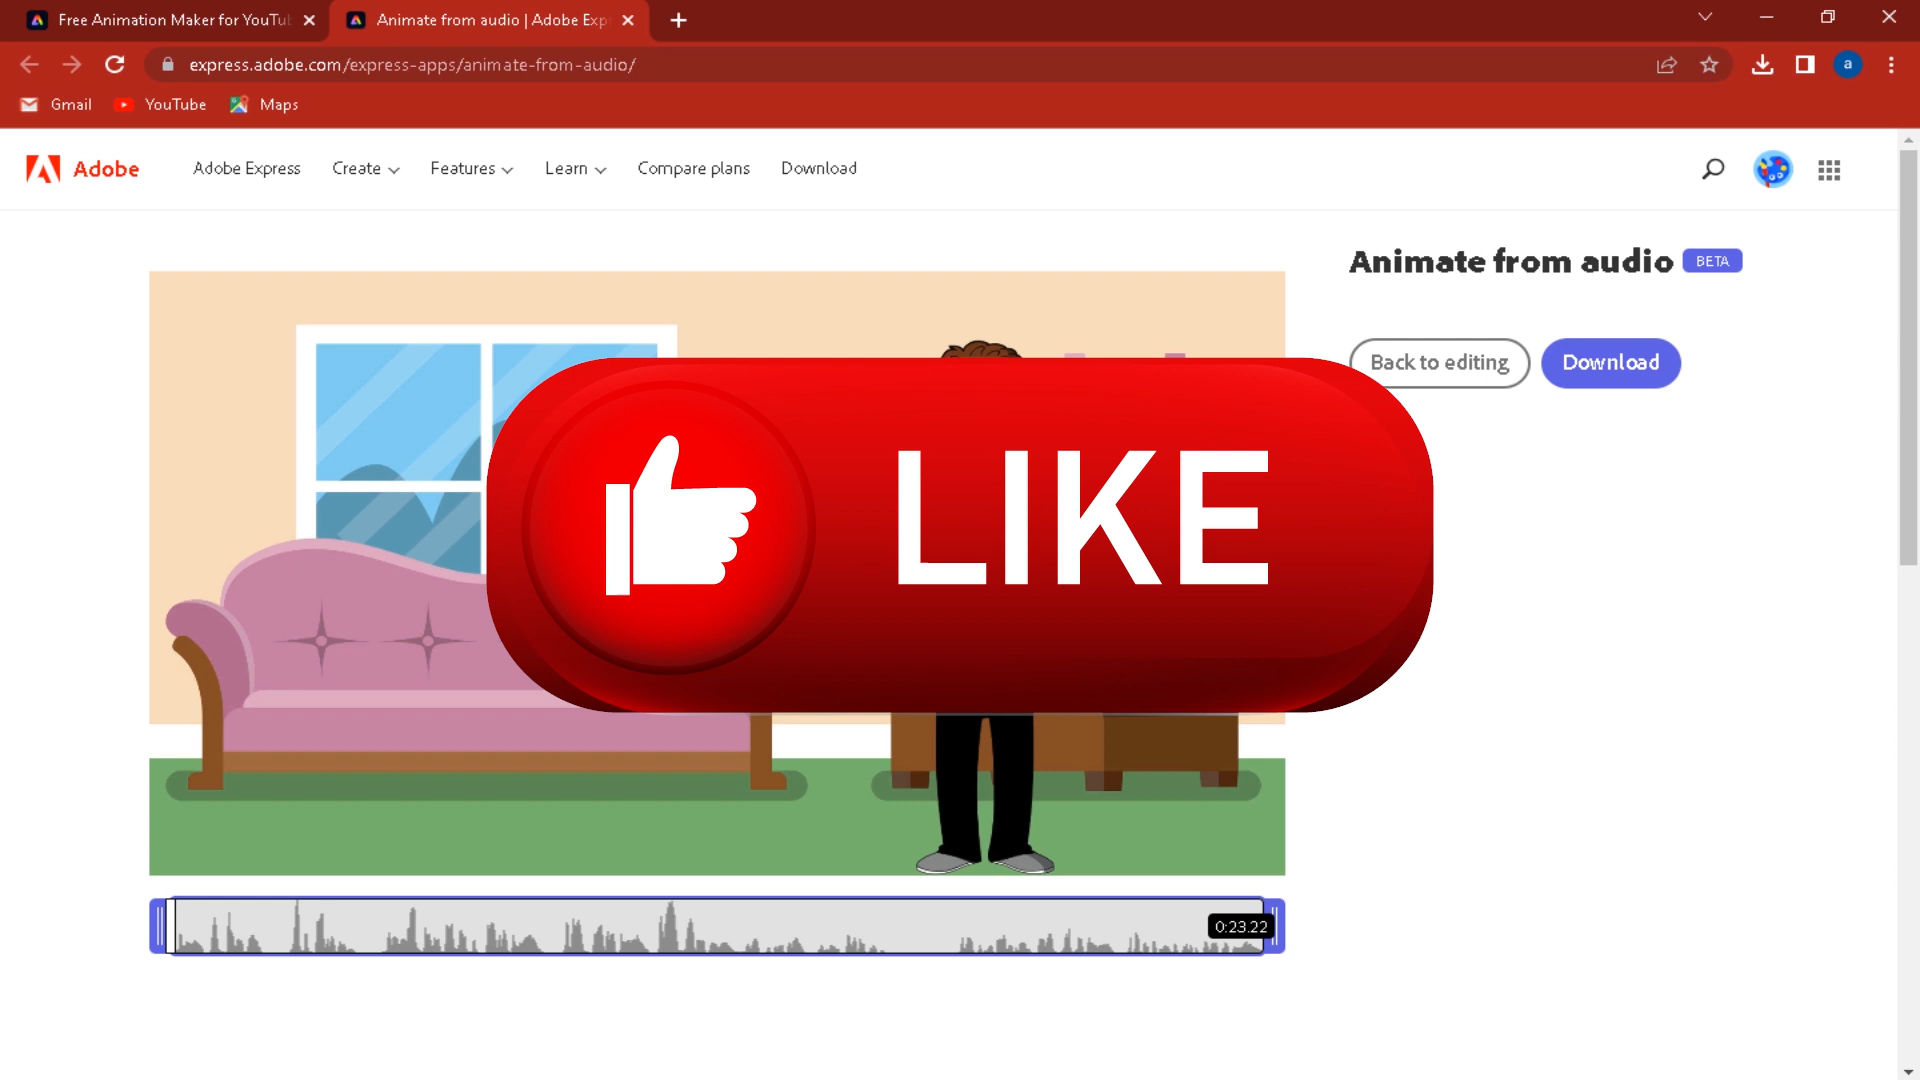 Free Animation Maker for YouTu
Animate from audio | Adobe Exp
express.adobe.com/express-apps/animate-from-audio/
a
Gmail
YouTube
Maps
Adobe
Adobe Express
Create
Features
Learn
Compare plans
Download
Animate from audio
BETA
Back to editing
Download
LIKE
0:23.22